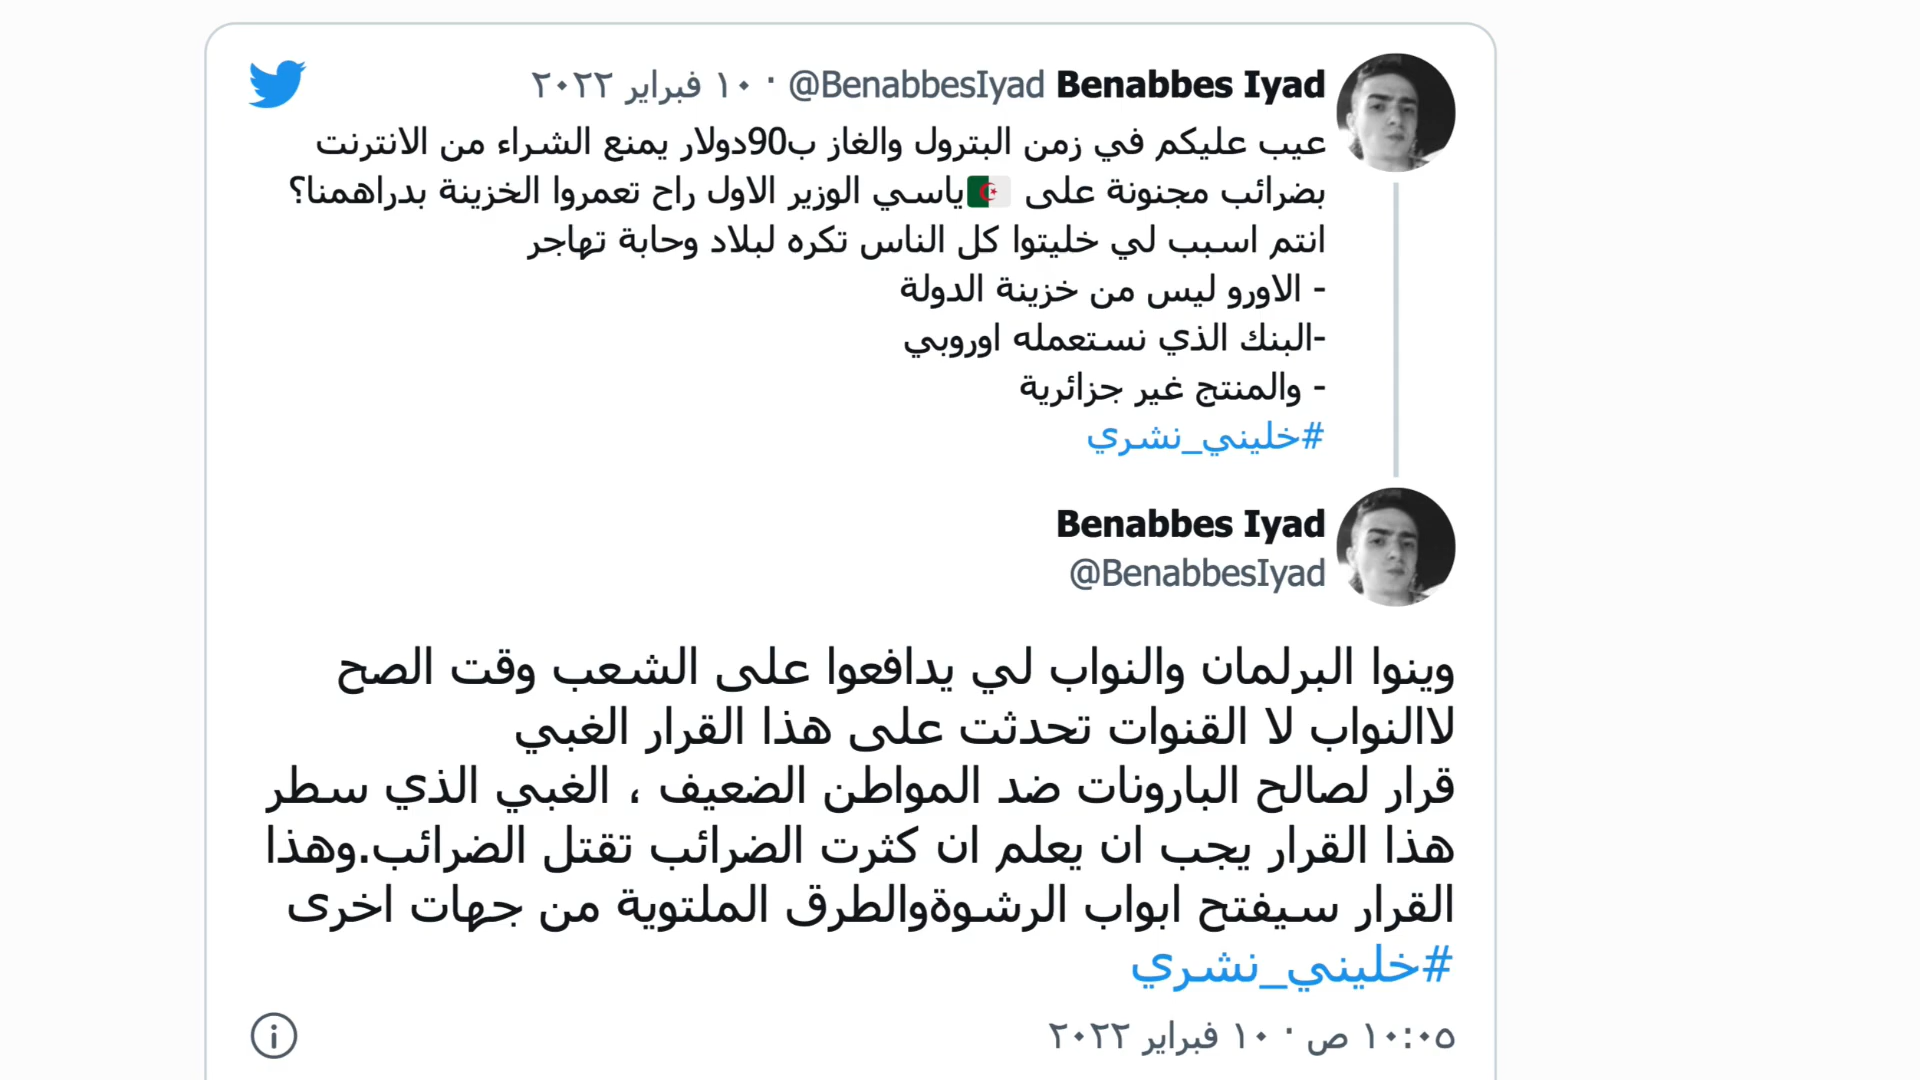 Benabbes Iyad @BenabbesIyad · ١٠ فبراير ٢٠٢٢
عيب عليكم في زمن البترول والغاز ب90دولار يمنع الشراء من الانترنت
بضرائب مجنونة على 🇩🇿ياسي الوزير الاول راح تعمروا الخزينة بدراهمنا؟
انتم اسبب لي خليتوا كل الناس تكره لبلاد وحابة تهاجر
- الاورو ليس من خزينة الدولة
-البنك الذي نستعمله اوروبي
- والمنتج غير جزائرية
#خليني_نشري
Benabbes Iyad
@BenabbesIyad
وينوا البرلمان والنواب لي يدافعوا على الشعب وقت الصح
لاالنواب لا القنوات تحدثت على هذا القرار الغبي
قرار لصالح البارونات ضد المواطن الضعيف ، الغبي الذي سطر
هذا القرار يجب ان يعلم ان كثرت الضرائب تقتل الضرائب.وهذا
القرار سيفتح ابواب الرشوةوالطرق الملتوية من جهات اخرى
#خليني_نشري
١٠:٠٥ ص · ١٠ فبراير ٢٠٢٢